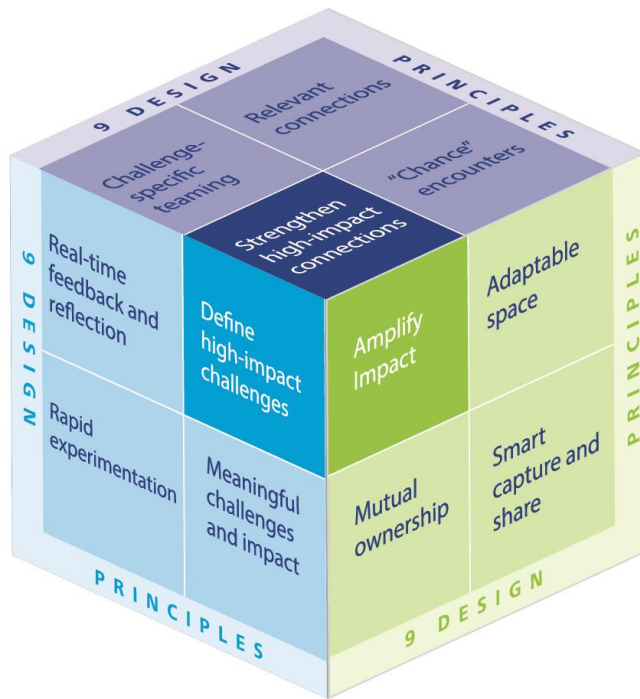 9 DESIGN
PRINCIPLES
Relevant
connections
Challenge-
specific
teaming
"Chance"
encounters
Strengthen
high-impact
connections
9 DESIGN
Real-time
feedback and
reflection
Define
high-impact
challenges
Rapid
experimentation
Meaningful
challenges
and impact
PRINCIPLES
Amplify
Impact
Adaptable
space
Mutual
ownership
Smart
capture and
share
PRINCIPLES
9 DESIGN